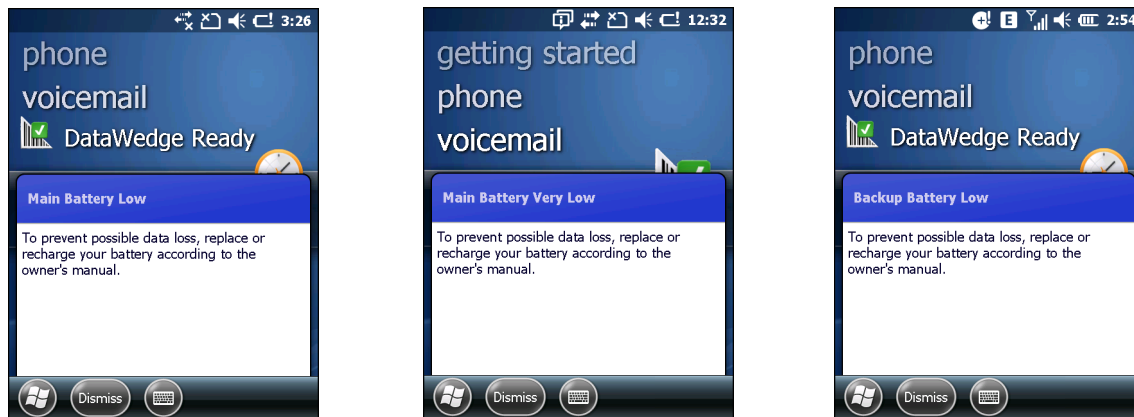 3:26
phone
voicemail
DataWedge Ready
Main Battery Low
To prevent possible data loss, replace or
recharge your battery according to the
owner's manual.
Dismiss
12:32
getting started
phone
voicemail
Main Battery Very Low
To prevent possible data loss, replace or
recharge your battery according to the
owner's manual.
Dismiss
E 2:54
phone
voicemail
DataWedge Ready
Backup Battery Low
To prevent possible data loss, replace or
recharge your battery according to the
owner's manual.
Dismiss